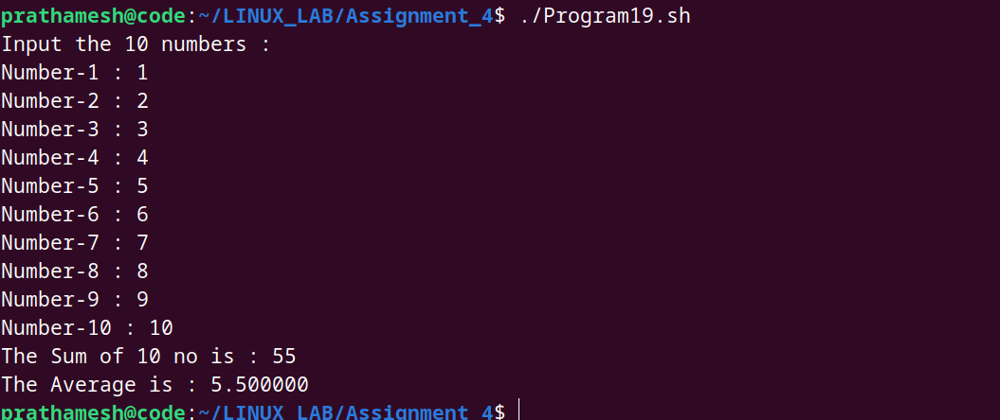 prathamesh@code:~/LINUX_LAB/Assignment_4$ ./Program19.sh
Input the 10 numbers :
Number-1 : 1
Number-2 : 2
Number-3 : 3
Number-4 : 4
Number-5 : 5
Number-6 : 6
Number-7 : 7
Number-8 : 8
Number-9 : 9
Number-10 : 10
The Sum of 10 no is : 55
The Average is : 5.500000
prathamesh@code:~/LINUX_LAB/Assignment_4$